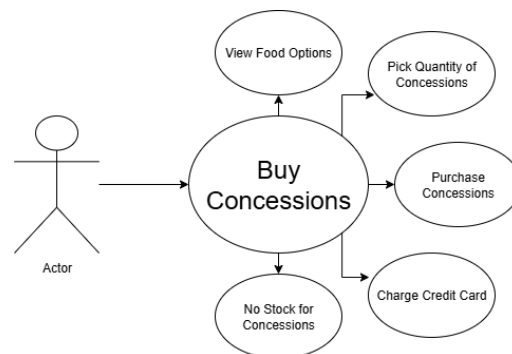 View Food Options
Pick Quantity of
Concessions
Buy
Concessions
Purchase
Concessions
Actor
No Stock for
Concessions
Charge Credit Card